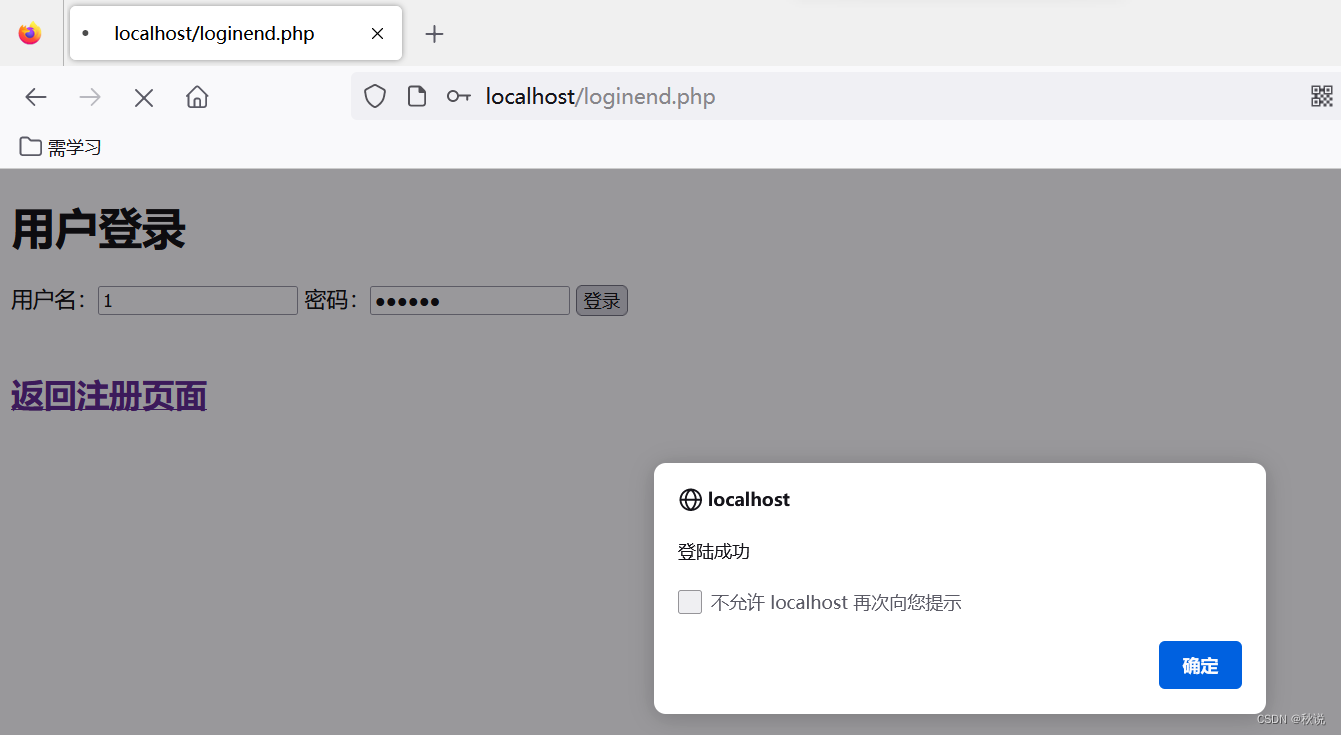 localhost/loginend.php
localhost/loginend.php
需学习
用户登录
用户名：1 密码：●●●●●● 登录
返回注册页面
localhost
登陆成功
不允许 localhost 再次向您提示
确定
CSDN @秋说